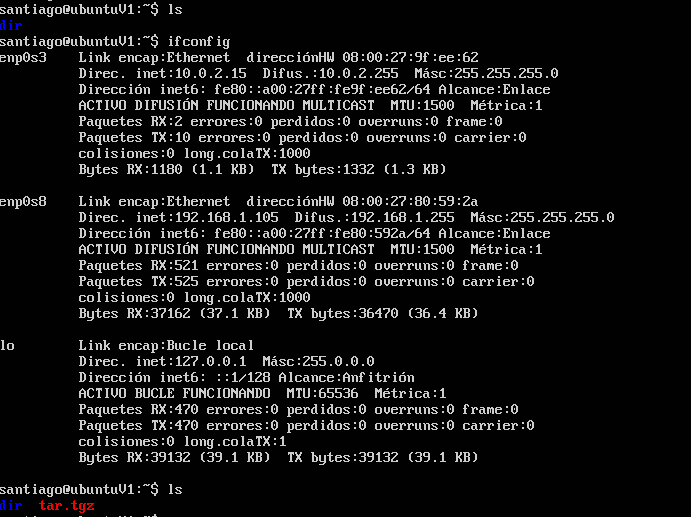 santiago@ubuntuV1:~$ ls
dir
santiago@ubuntuV1:~$ ifconfig
enp0s3 Link encap:Ethernet direcciónHW 08:00:27:9f:ee:62
Direc. inet:10.0.2.15 Difus.:10.0.2.255 Másc:255.255.255.0
Dirección inet6: fe80::a00:27ff:fe9f:ee62/64 Alcance:Enlace
ACTIVO DIFUSIÓN FUNCIONANDO MULTICAST MTU:1500 Métrica:1
Paquetes RX:2 errores:0 perdidos:0 overruns:0 frame:0
Paquetes TX:10 errores:0 perdidos:0 overruns:0 carrier:0
colisiones:0 long.colaTX:1000
Bytes RX:1180 (1.1 KB) TX bytes:1332 (1.3 KB)
enp0s8 Link encap:Ethernet direcciónHW 08:00:27:80:59:2a
Direc. inet:192.168.1.105 Difus.:192.168.1.255 Másc:255.255.255.0
Dirección inet6: fe80::a00:27ff:fe80:592a/64 Alcance:Enlace
ACTIVO DIFUSIÓN FUNCIONANDO MULTICAST MTU:1500 Métrica:1
Paquetes RX:521 errores:0 perdidos:0 overruns:0 frame:0
Paquetes TX:525 errores:0 perdidos:0 overruns:0 carrier:0
colisiones:0 long.colaTX:1000
Bytes RX:37162 (37.1 KB) TX bytes:36470 (36.4 KB)
lo Link encap:Bucle local
Direc. inet:127.0.0.1 Másc:255.0.0.0
Dirección inet6: ::1/128 Alcance:Anfitrión
ACTIVO BUCLE FUNCIONANDO MTU:65536 Métrica:1
Paquetes RX:470 errores:0 perdidos:0 overruns:0 frame:0
Paquetes TX:470 errores:0 perdidos:0 overruns:0 carrier:0
colisiones:0 long.colaTX:1
Bytes RX:39132 (39.1 KB) TX bytes:39132 (39.1 KB)
santiago@ubuntuV1:~$ ls
dir tar.tgz